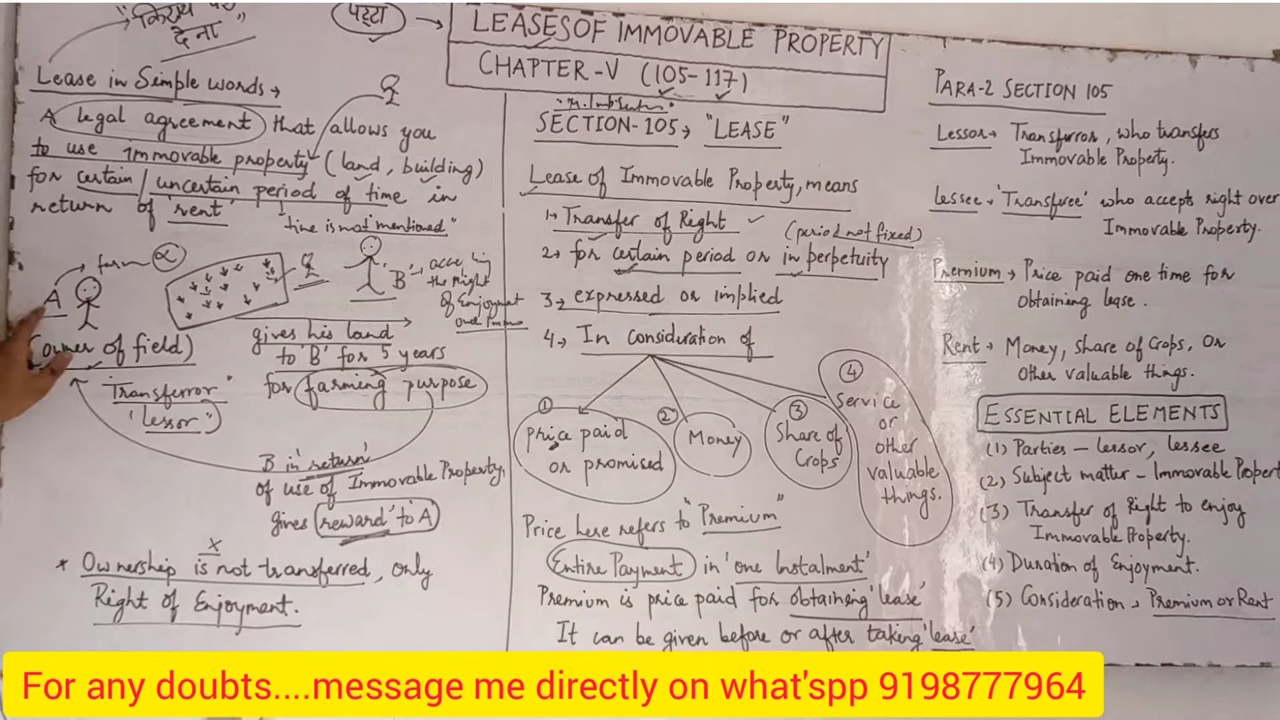 "किराये पर
देना"
पट्टा
LEASES OF IMMOVABLE PROPERTY
CHAPTER-V (105-117)
Lease in Simple words →
A legal agreement that allows you
to use Immovable property (land, building)
for certain/uncertain period of time in
return of 'rent'
"time is not mentioned"
A
farm
(owner of field)
"Transferror"
'lessor')
B
the Right
of Enjoyment
over Immo
gives his land
to 'B' for 5 years
for farming purpose
B in 'return'
of use of Immovable Property,
gives 'reward' to A
x
* Ownership is not transferred, only
Right of Enjoyment.
SECTION-105, "LEASE"
Lease of Immovable Property, means
1→ Transfer of Right
(period not fixed)
2→ for certain period or in perpetuity
3→ expressed or implied
4→ In consideration of
①
price paid
or promised
②
Money
③
Share of
Crops
④
Service
or
other
valuable
things.
Price here refers to "Premium"
Entire Payment in 'one Instalment'
Premium is price paid for obtaining 'lease'
It can be given before or after taking 'lease'
PARA-2 SECTION 105
Lessor → Transferror, who transfers
Immovable Property.
Lessee → 'Transferee' who accepts right over
Immovable Property.
Premium → Price paid one time for
obtaining lease.
Rent → Money, Share of Crops, or
Other valuable things.
ESSENTIAL ELEMENTS
(1) Parties - lessor, lessee
(2) Subject matter - Immovable Propert
(3) Transfer of Right to enjoy
Immovable Property.
(4) Duration of Enjoyment.
(5) Consideration → Premium or Rent
For any doubts....message me directly on what'spp 9198777964